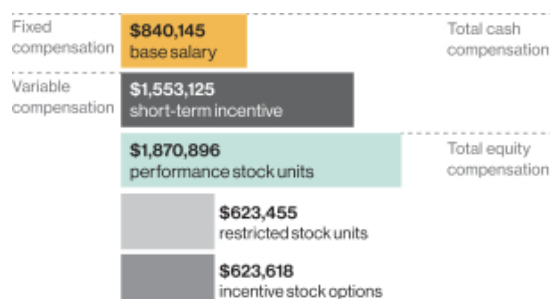 Fixed
compensation
$840,145
base salary
Total cash
compensation
Variable
compensation
$1,553,125
short-term incentive
$1,870,896
performance stock units
Total equity
compensation
$623,455
restricted stock units
$623,618
incentive stock options